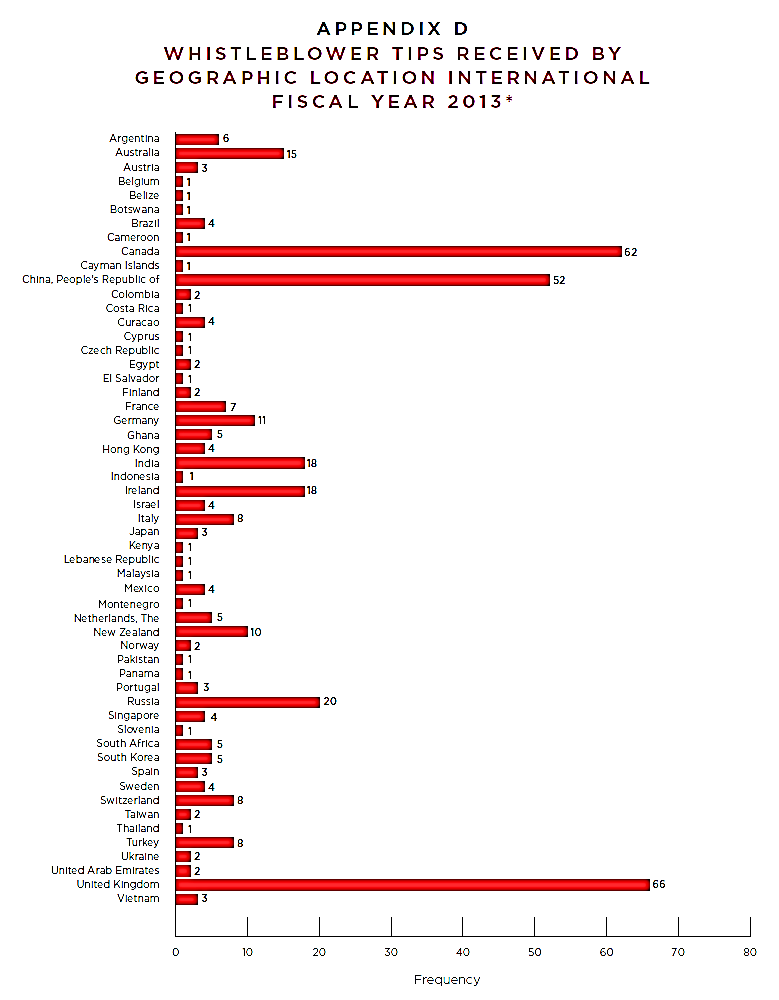 APPENDIX D
WHISTLEBLOWER TIPS RECEIVED BY
GEOGRAPHIC LOCATION INTERNATIONAL
FISCAL YEAR 2013*
Argentina 6
Australia 15
Austria 3
Belgium 1
Belize 1
Botswana 1
Brazil 4
Cameroon 1
Canada 62
Cayman Islands 1
China, People's Republic of 52
Colombia 2
Costa Rica 1
Curacao 4
Cyprus 1
Czech Republic 1
Egypt 2
El Salvador 1
Finland 2
France 7
Germany 11
Ghana 5
Hong Kong 4
India 18
Indonesia 1
Ireland 18
Israel 4
Italy 8
Japan 3
Kenya 1
Lebanese Republic 1
Malaysia 1
Mexico 4
Montenegro 1
Netherlands, The 5
New Zealand 10
Norway 2
Pakistan 1
Panama 1
Portugal 3
Russia 20
Singapore 4
Slovenia 1
South Africa 5
South Korea 5
Spain 3
Sweden 4
Switzerland 8
Taiwan 2
Thailand 1
Turkey 8
Ukraine 2
United Arab Emirates 2
United Kingdom 66
Vietnam 3
0 10 20 30 40 50 60 70 80
Frequency